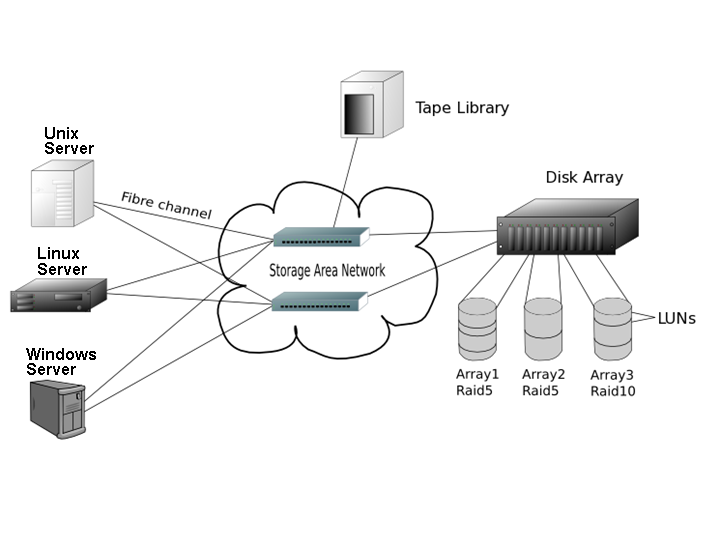 Tape Library
Unix
Server
Disk Array
Fibre channel
Linux
Server
Storage Area Network
LUNs
Windows
Server
Array1
Raid5
Array2
Raid5
Array3
Raid10